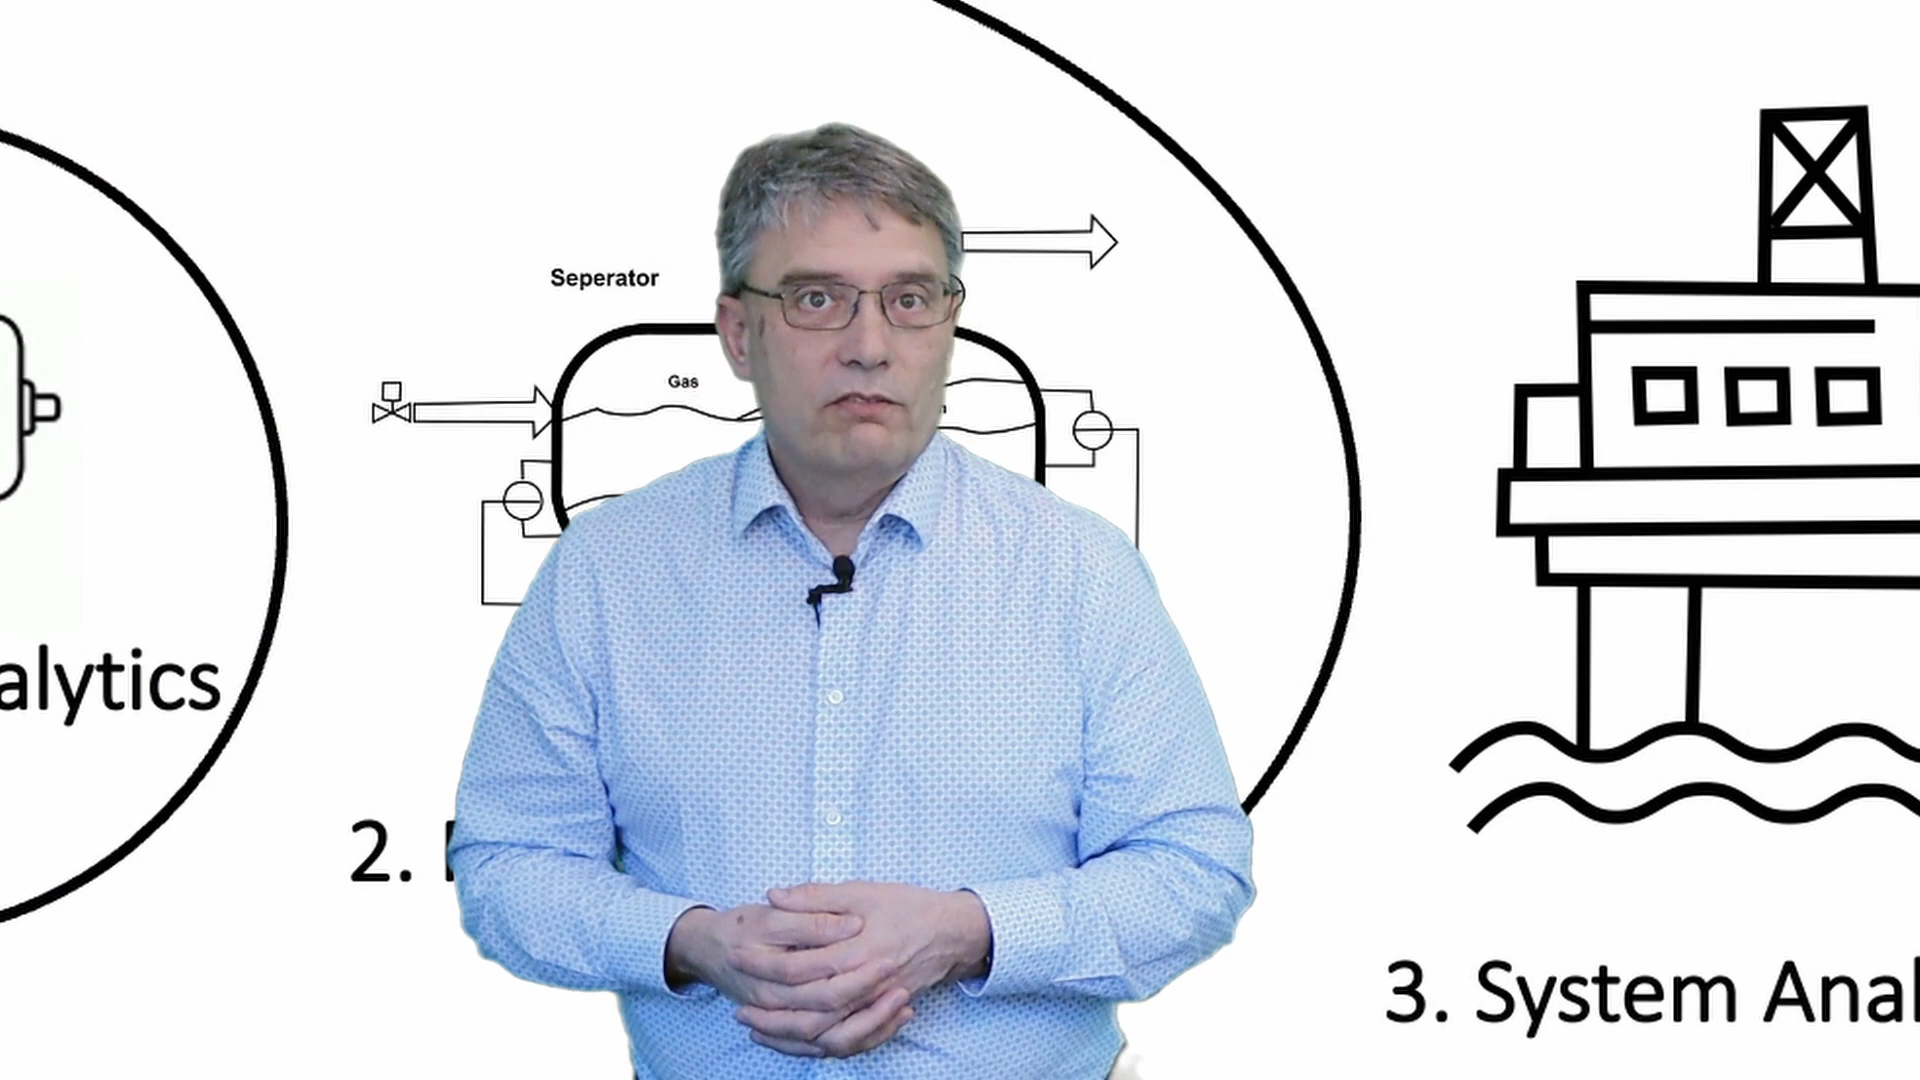 Seperator
Gas
alytics
2.
3. System Anal